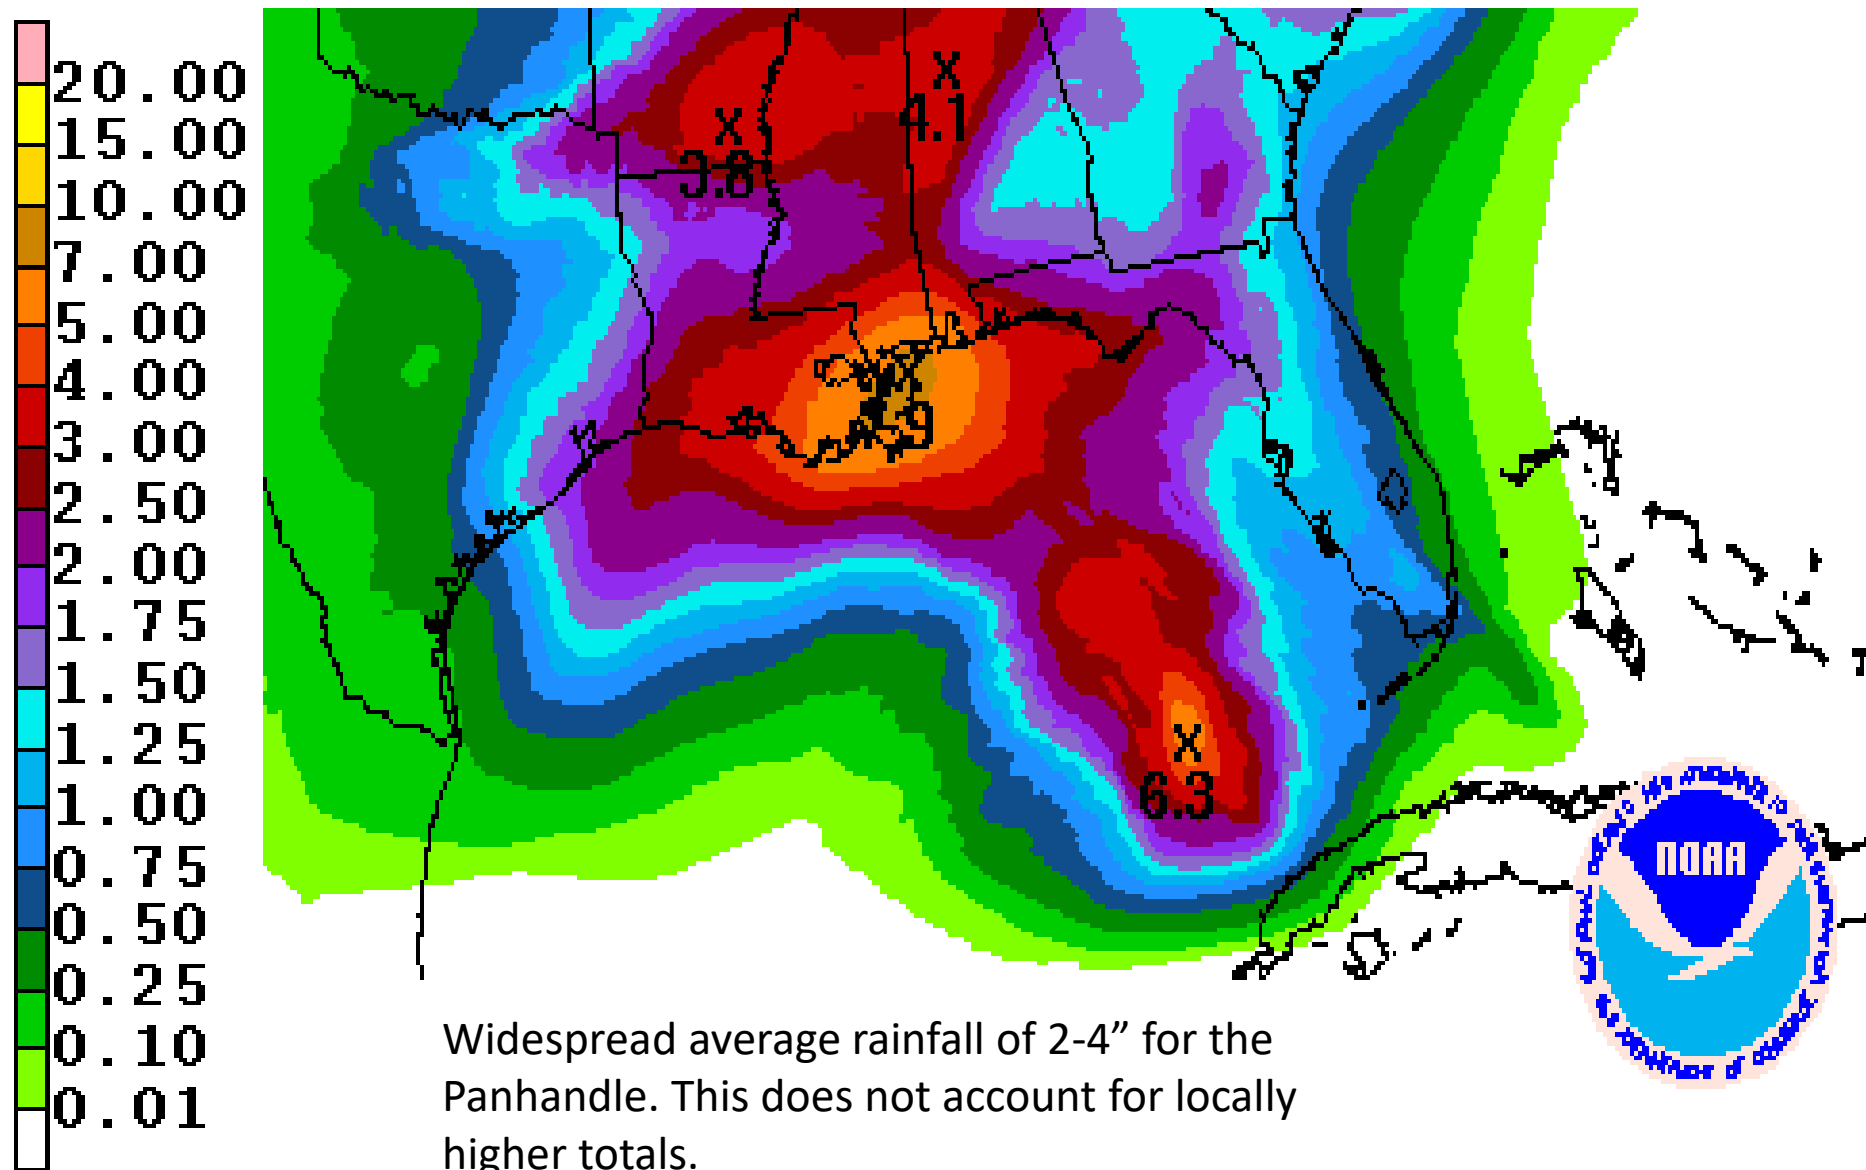 20.00
15.00
10.00
7.00
5.00
4.00
3.00
2.50
2.00
1.75
1.50
1.25
1.00
0.75
0.50
0.25
0.10
0.01
x
4.1
x
3.8
x
.9
x
6.3
NOAA
Widespread average rainfall of 2-4” for the
Panhandle. This does not account for locally
higher totals.